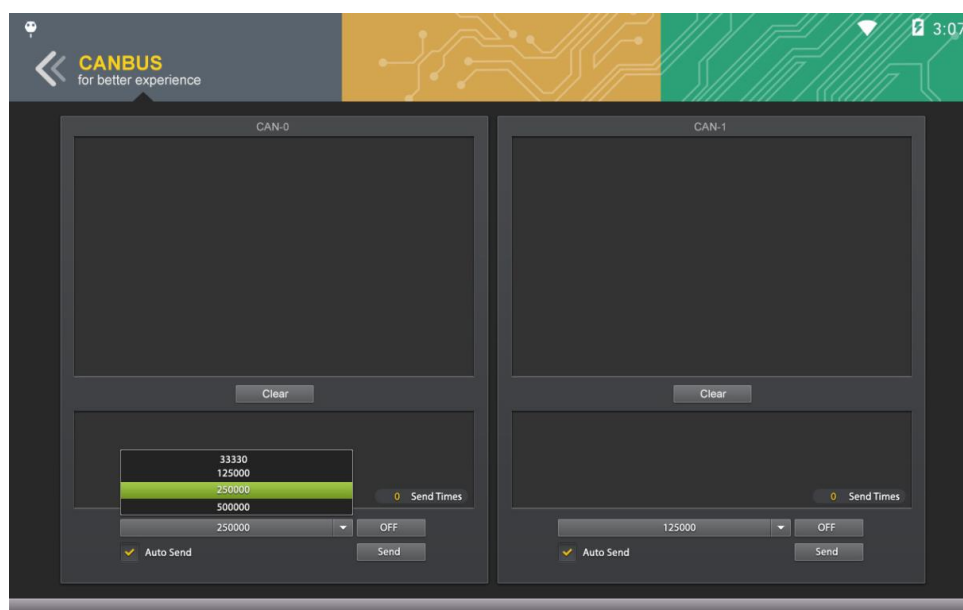 3:07
CANBUS
for better experience
CAN-0
Clear
33330
125000
250000
500000
0 Send Times
250000
OFF
Auto Send
Send
CAN-1
Clear
0 Send Times
125000
OFF
Auto Send
Send